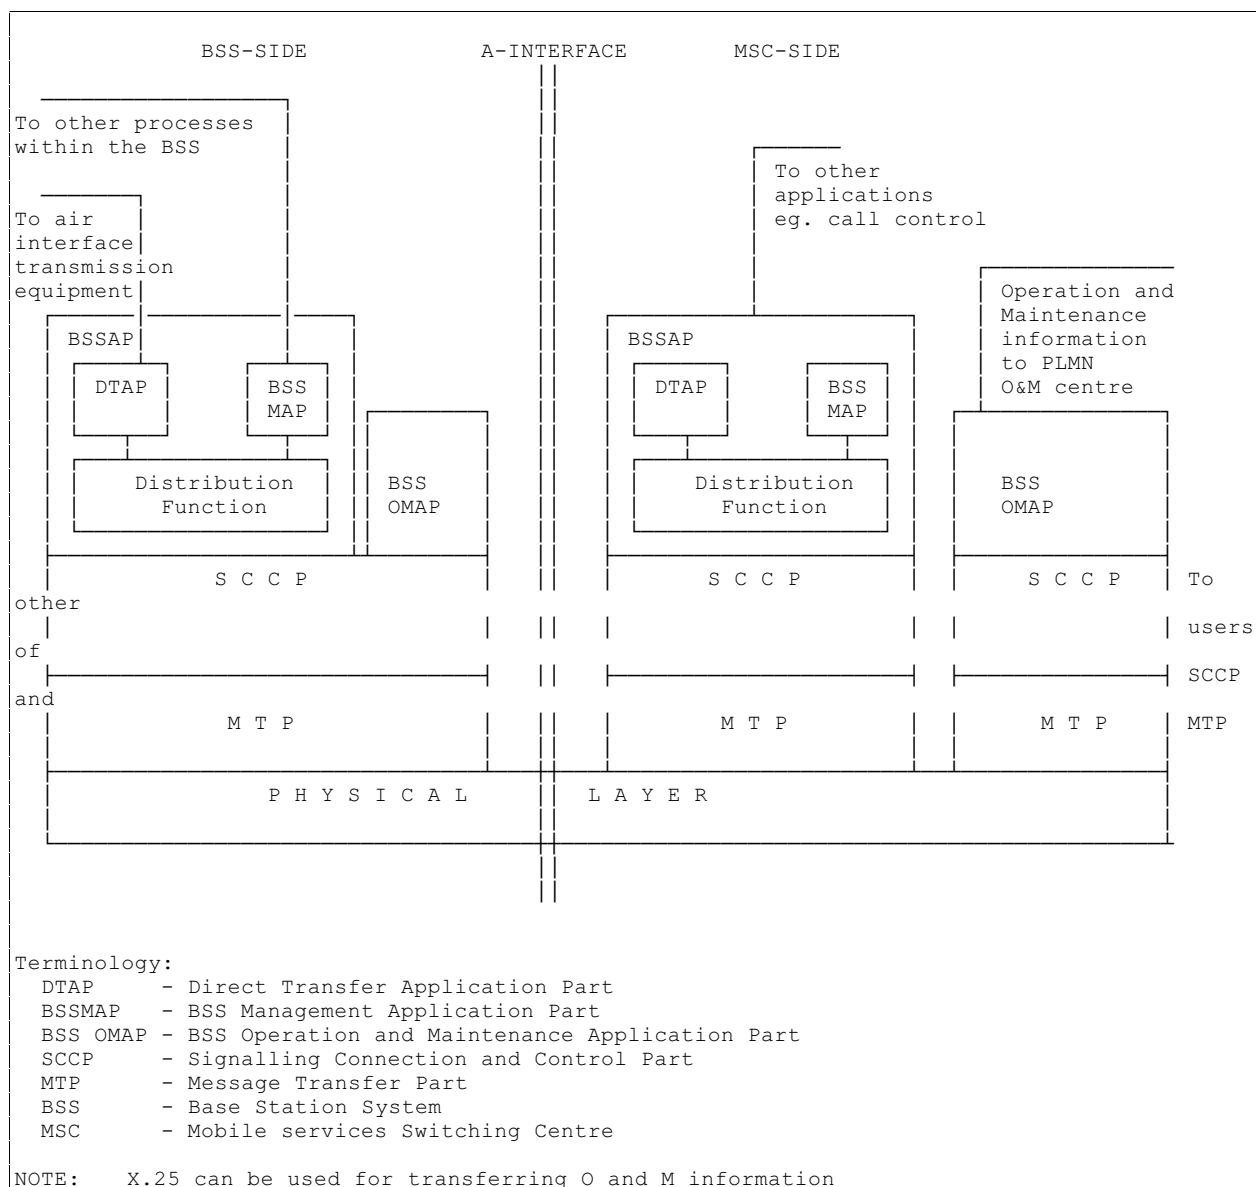 BSS-SIDE A-INTERFACE MSC-SIDE
To other processes
within the BSS
To other
applications
eg. call control
To air
interface
transmission
equipment
Operation and
Maintenance
information
to PLMN
O&M centre
BSSAP BSSAP
DTAP BSS DTAP BSS
MAP MAP
Distribution BSS Distribution BSS
Function OMAP Function OMAP
S C C P S C C P S C C P To
other
users
of
SCCP
and
M T P M T P M T P MTP
P H Y S I C A L L A Y E R
Terminology:
DTAP - Direct Transfer Application Part
BSSMAP - BSS Management Application Part
BSS OMAP - BSS Operation and Maintenance Application Part
SCCP - Signalling Connection and Control Part
MTP - Message Transfer Part
BSS - Base Station System
MSC - Mobile services Switching Centre
NOTE: X.25 can be used for transferring O and M information